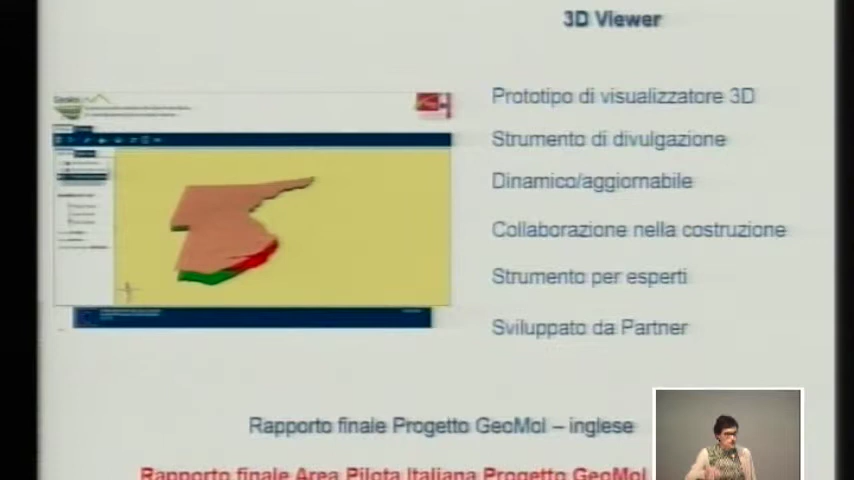 3D Viewer
Prototipo di visualizzatore 3D
Strumento di divulgazione
Dinamico/aggiornabile
Collaborazione nella costruzione
Strumento per esperti
Sviluppato da Partner
Rapporto finale Progetto GeoMol – inglese
Rapporto finale Area Pilota Italiana Progetto GeoMol